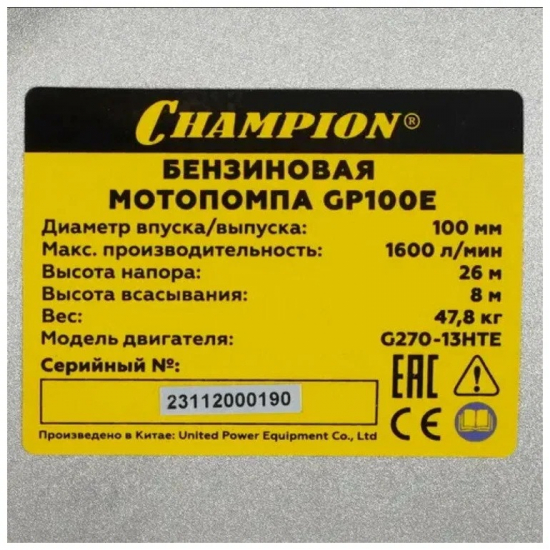 CHAMPION®
БЕНЗИНОВАЯ
МОТОПОМПА GP100E
Диаметр впуска/выпуска: 100 мм
Макс. производительность: 1600 л/мин
Высота напора: 26 м
Высота всасывания: 8 м
Вес: 47,8 кг
Модель двигателя: G270-13HTE
Серийный №:
23112000190
EAC
CE
Произведено в Китае: United Power Equipment Co., Ltd